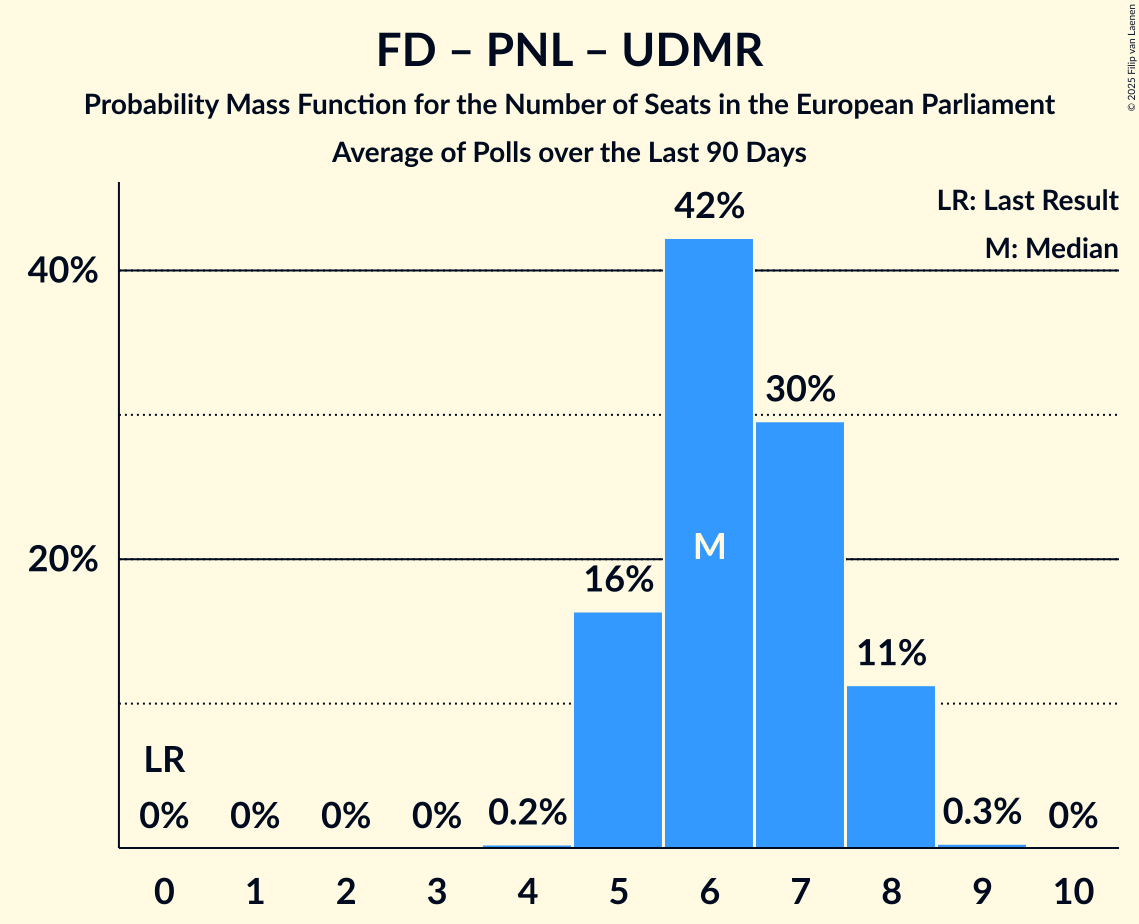 FD – PNL – UDMR
Probability Mass Function for the Number of Seats in the European Parliament
Average of Polls over the Last 90 Days
© 2025 Filip van Laenen
LR: Last Result
M: Median
40%
20%
LR
0%
0%
0%
0%
0.2%
16%
42%
M
30%
11%
0.3%
0%
0 1 2 3 4 5 6 7 8 9 10